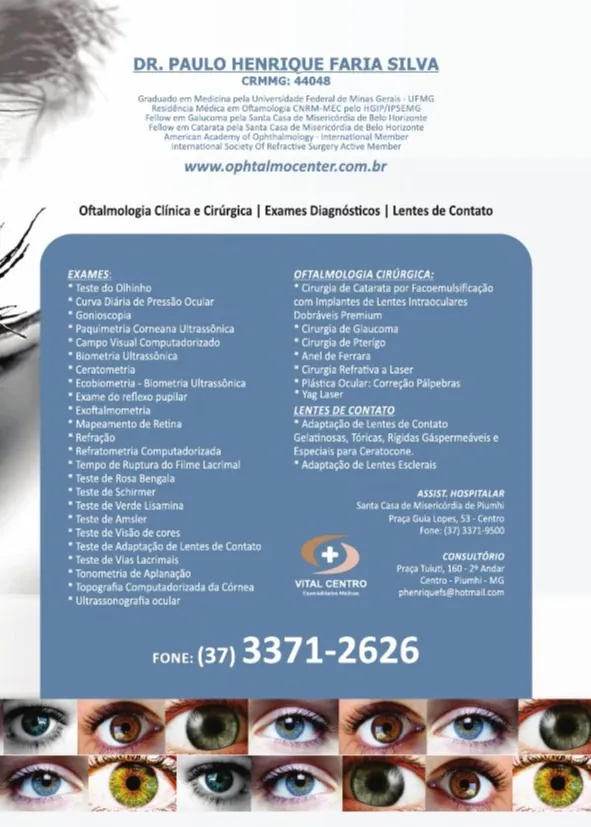 DR. PAULO HENRIQUE FARIA SILVA
CRMMG: 44048
Graduado em Medicina pela Universidade Federal de Minas Gerais - UFMG
Residência Médica em Oftamologia CNRM-MEC pelo HGIP/IPSEMG
Fellow em Galucoma pela Santa Casa de Misericórdia de Belo Horizonte
Fellow em Catarata pela Santa Casa de Misericórdia de Belo Horizonte
American Academy of Ophthalmology - International Member
International Society Of Refractive Surgery Active Member
www.ophtalmocenter.com.br
Oftalmologia Clínica e Cirúrgica | Exames Diagnósticos | Lentes de Contato
EXAMES:
* Teste do Olhinho
* Curva Diária de Pressão Ocular
* Gonioscopia
* Paquimetria Corneana Ultrassônica
* Campo Visual Computadorizado
* Biometria Ultrassônica
* Ceratometria
* Ecobiometria - Biometria Ultrassônica
* Exame do reflexo pupilar
* Exoftalmometria
* Mapeamento de Retina
* Refração
* Refratometria Computadorizada
* Tempo de Ruptura do Filme Lacrimal
* Teste de Rosa Bengala
* Teste de Schirmer
* Teste de Verde Lisamina
* Teste de Amsler
* Teste de Visão de cores
* Teste de Adaptação de Lentes de Contato
* Teste de Vias Lacrimais
* Tonometria de Aplanação
* Topografia Computadorizada da Córnea
* Ultrassonografia ocular
OFTALMOLOGIA CIRÚRGICA:
* Cirurgia de Catarata por Facoemulsificação
com Implantes de Lentes Intraoculares
Dobráveis Premium
* Cirurgia de Glaucoma
* Cirurgia de Pterígo
* Anel de Ferrara
* Cirurgia Refrativa a Laser
* Plástica Ocular: Correção Pálpebras
* Yag Laser
LENTES DE CONTATO
* Adaptação de Lentes de Contato
Gelatinosas, Tóricas, Rígidas Gáspermeáveis e
Especiais para Ceratocone.
* Adaptação de Lentes Esclerais
ASSIST. HOSPITALAR
Santa Casa de Misericórdia de Piumhi
Praça Guia Lopes, 53 - Centro
Fone: (37) 3371-9500
VITAL CENTRO
Especialidades Médicas
CONSULTÓRIO
Praça Tuiuti, 160 - 2º Andar
Centro - Piumhi - MG
phenriquefs@hotmail.com
FONE: (37) 3371-2626